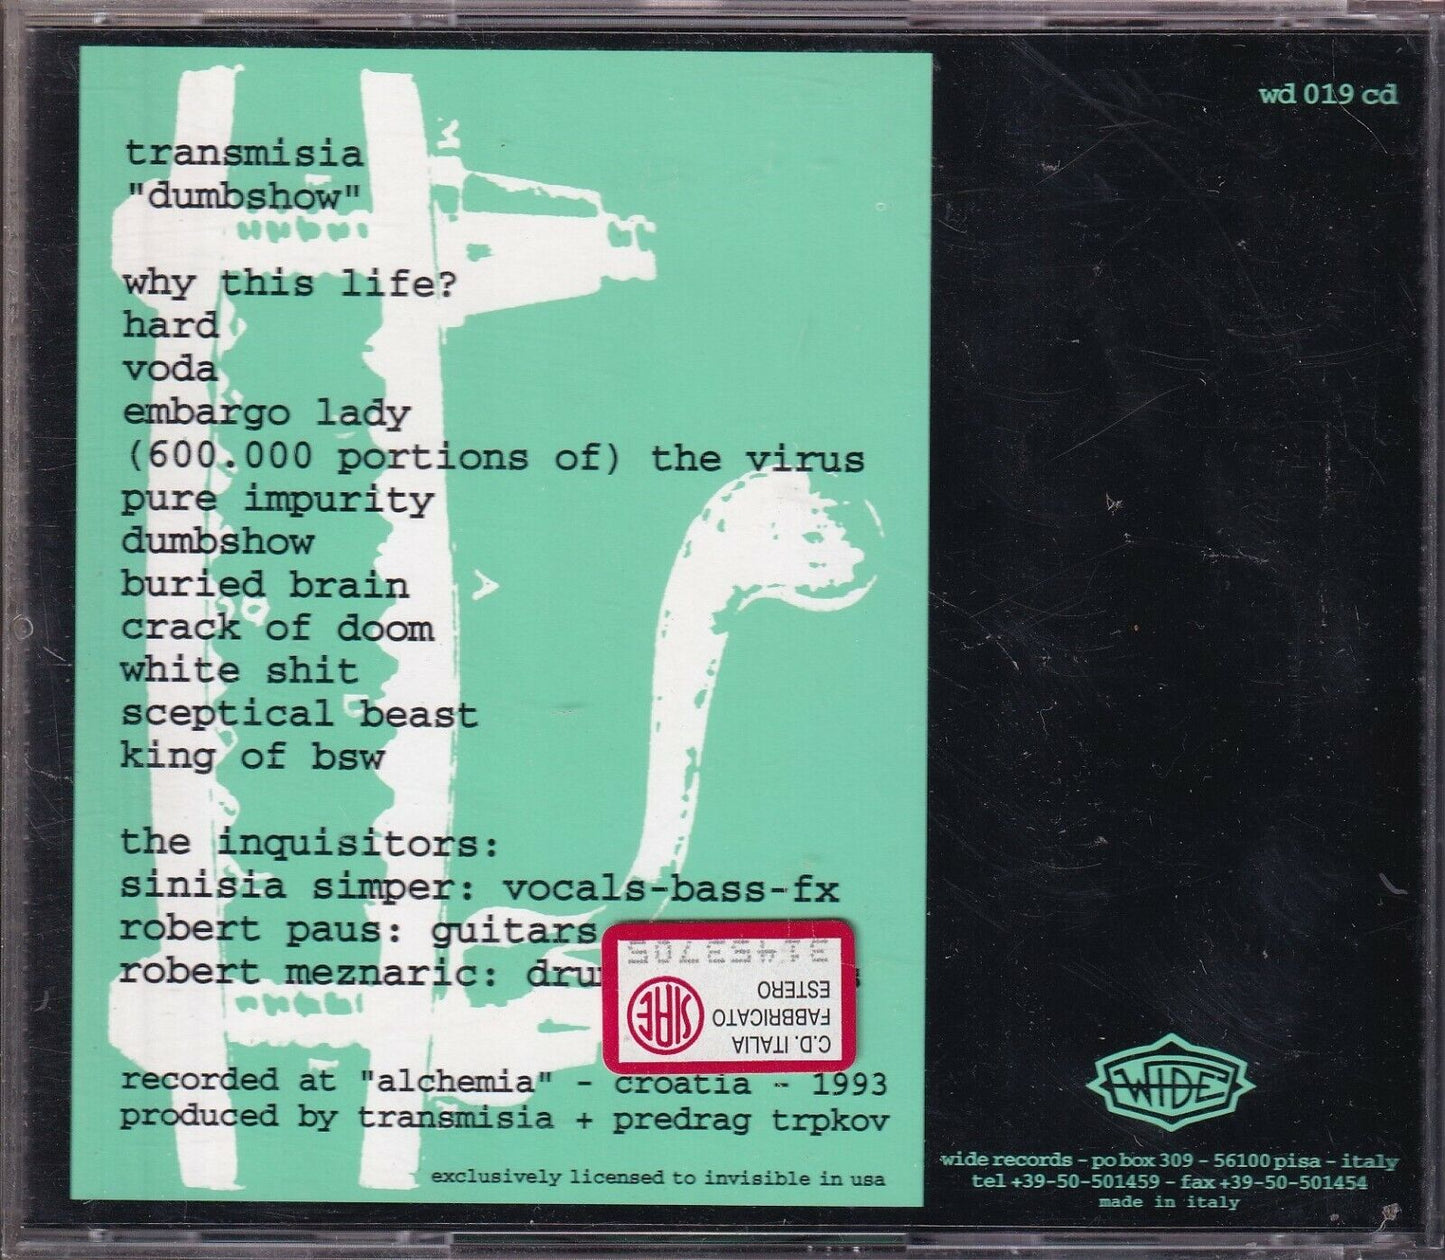 transmisia
"dumbshow"
why this life?
hard
voda
embargo lady
(600.000 portions of) the virus
pure impurity
dumbshow
buried brain
crack of doom
white shit
sceptical beast
king of bsw
the inquisitors:
sinisia simper: vocals-bass-fx
robert paus: guitars
robert meznaric:
recorded at "alchemia" - croatia - 1993
produced by transmisia + predrag trpkov
exclusively licensed to invisible in usa
C.D. ITALIA
FABBRICATO
ESTERO
SIAE
wd 019 cd
WIDE
wide records - po box 309 - 56100 pisa - italy
tel +39-50-501459 - fax +39-50-501454
made in italy